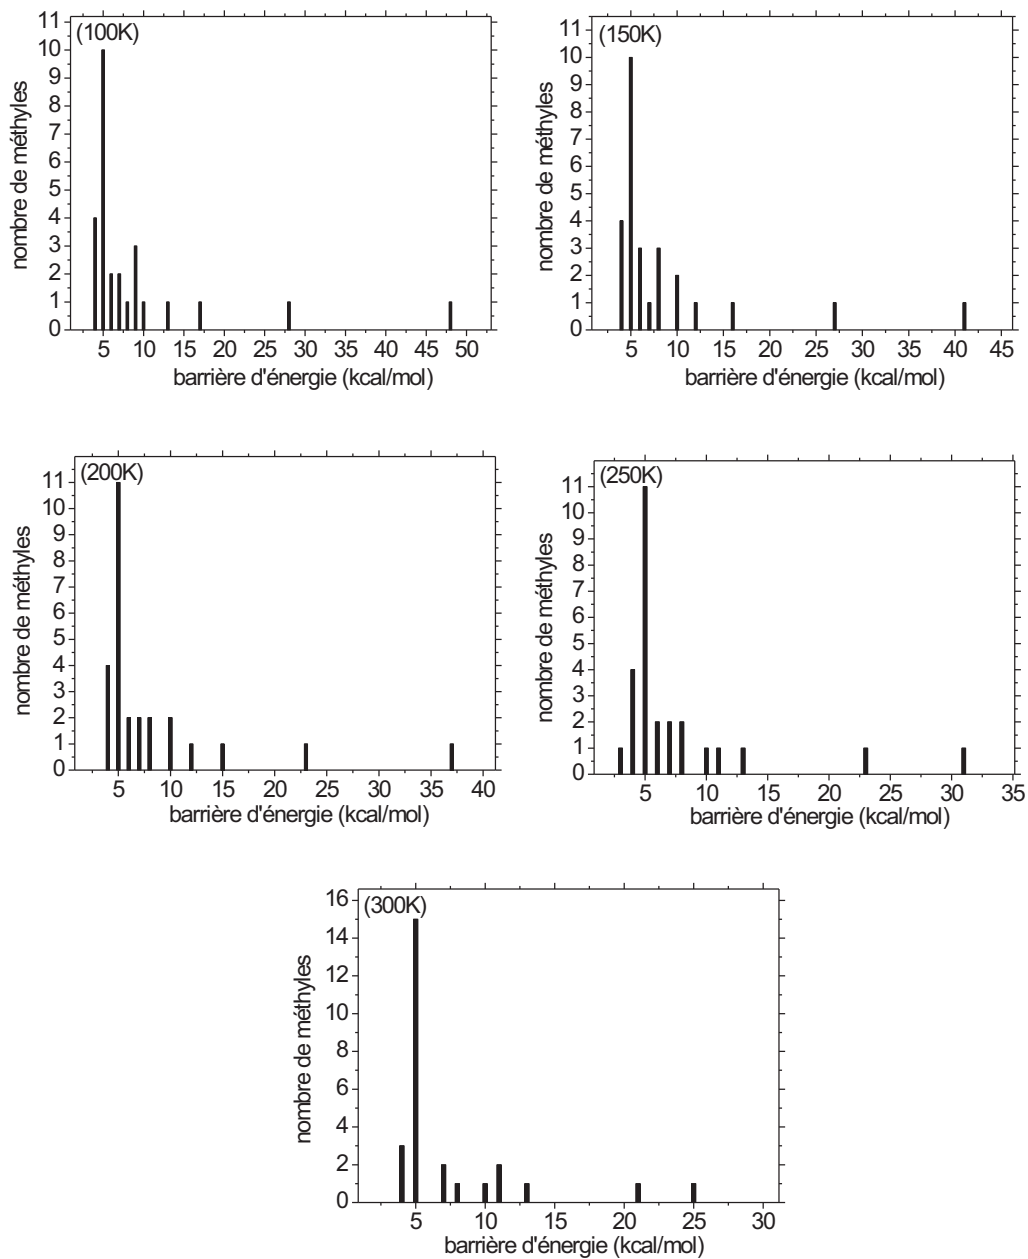 (100K)
11
10
9
8
7
6
5
4
3
2
1
0
nombre de méthyles
5 10 15 20 25 30 35 40 45 50
barrière d'énergie (kcal/mol)
(150K)
11
10
9
8
7
6
5
4
3
2
1
0
nombre de méthyles
5 10 15 20 25 30 35 40 45
barrière d'énergie (kcal/mol)
(200K)
11
10
9
8
7
6
5
4
3
2
1
0
nombre de méthyles
5 10 15 20 25 30 35 40
barrière d'énergie (kcal/mol)
(250K)
11
10
9
8
7
6
5
4
3
2
1
0
nombre de méthyles
5 10 15 20 25 30 35
barrière d'énergie (kcal/mol)
(300K)
16
14
12
10
8
6
4
2
0
nombre de méthyles
5 10 15 20 25 30
barrière d'énergie (kcal/mol)